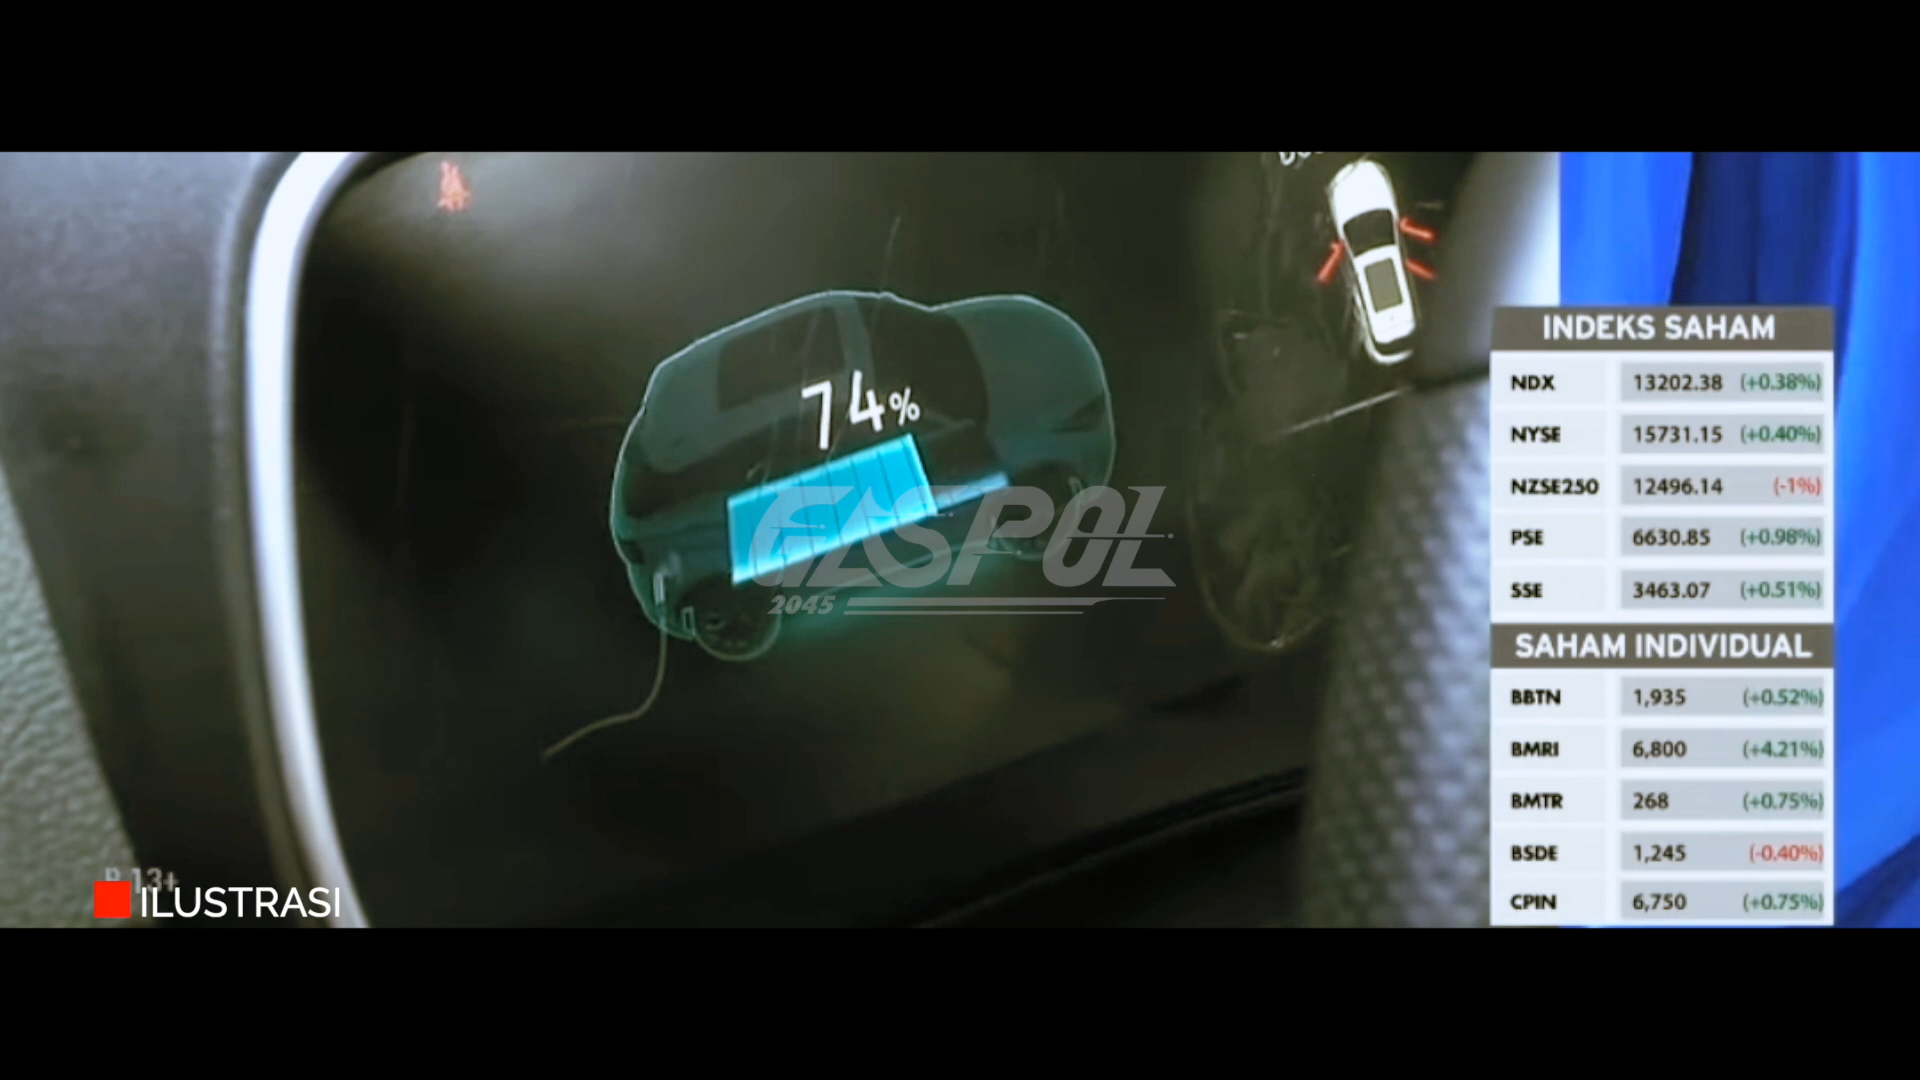 74%
GASPOL
2045
INDEKS SAHAM
NDX 13202.38 (+0.38%)
NYSE 15731.15 (+0.40%)
NZSE250 12496.14 (-1%)
PSE 6630.85 (+0.98%)
SSE 3463.07 (+0.51%)
SAHAM INDIVIDUAL
BBTN 1,935 (+0.52%)
BMRI 6,800 (+4.21%)
BMTR 268 (+0.75%)
BSDE 1,245 (-0.40%)
CPIN 6,750 (+0.75%)
R 13+
ILUSTRASI